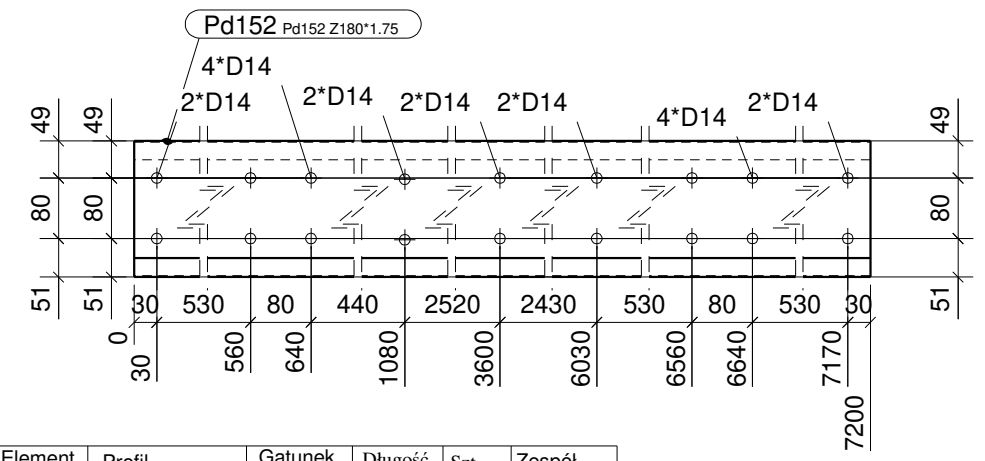 Pd152 Pd152 Z180*1.75
4*D14
2*D14 2*D14 2*D14 2*D14 4*D14 2*D14
49 49 49
80 80 80
51 51 51
30 530 80 440 2520 2430 530 80 530 30
0 30 560 640 1080 3600 6030 6560 6640 7170 7200
Element Profil Gatunek Długość Szt Zespół